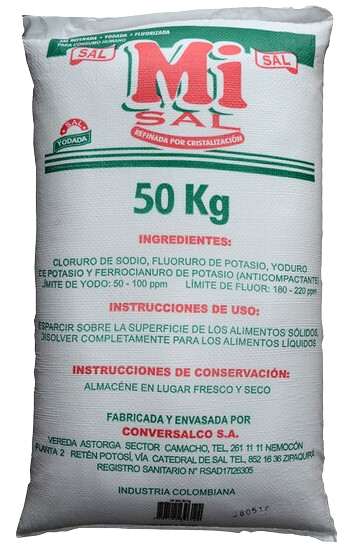 SAL REFINADA - YODADA - FLUORIZADA
PARA CONSUMO HUMANO
SAL
Mi
SAL
SAL
REFINADA POR CRISTALIZACIÓN
SAL
YODADA
50 Kg
INGREDIENTES:
CLORURO DE SODIO, FLUORURO DE POTASIO, YODURO
DE POTASIO Y FERROCIANURO DE POTASIO (ANTICOMPACTANTE)
LÍMITE DE YODO: 50 - 100 ppm LÍMITE DE FLUOR: 180 - 220 ppm
INSTRUCCIONES DE USO:
ESPARCIR SOBRE LA SUPERFICIE DE LOS ALIMENTOS SÓLIDOS,
DISOLVER COMPLETAMENTE PARA LOS ALIMENTOS LÍQUIDOS
INSTRUCCIONES DE CONSERVACIÓN:
ALMACÉNE EN LUGAR FRESCO Y SECO
FABRICADA Y ENVASADA POR
CONVERSALCO S.A.
VEREDA ASTORGA SECTOR CAMACHO, TEL, 261 11 11 NEMOCÓN
PLANTA 2 RETÉN POTOSÍ, VÍA CATEDRAL DE SAL TEL, 852 16 36 ZIPAQUIRA
REGISTRO SANITARIO N° RSAD17I26305
INDUSTRIA COLOMBIANA